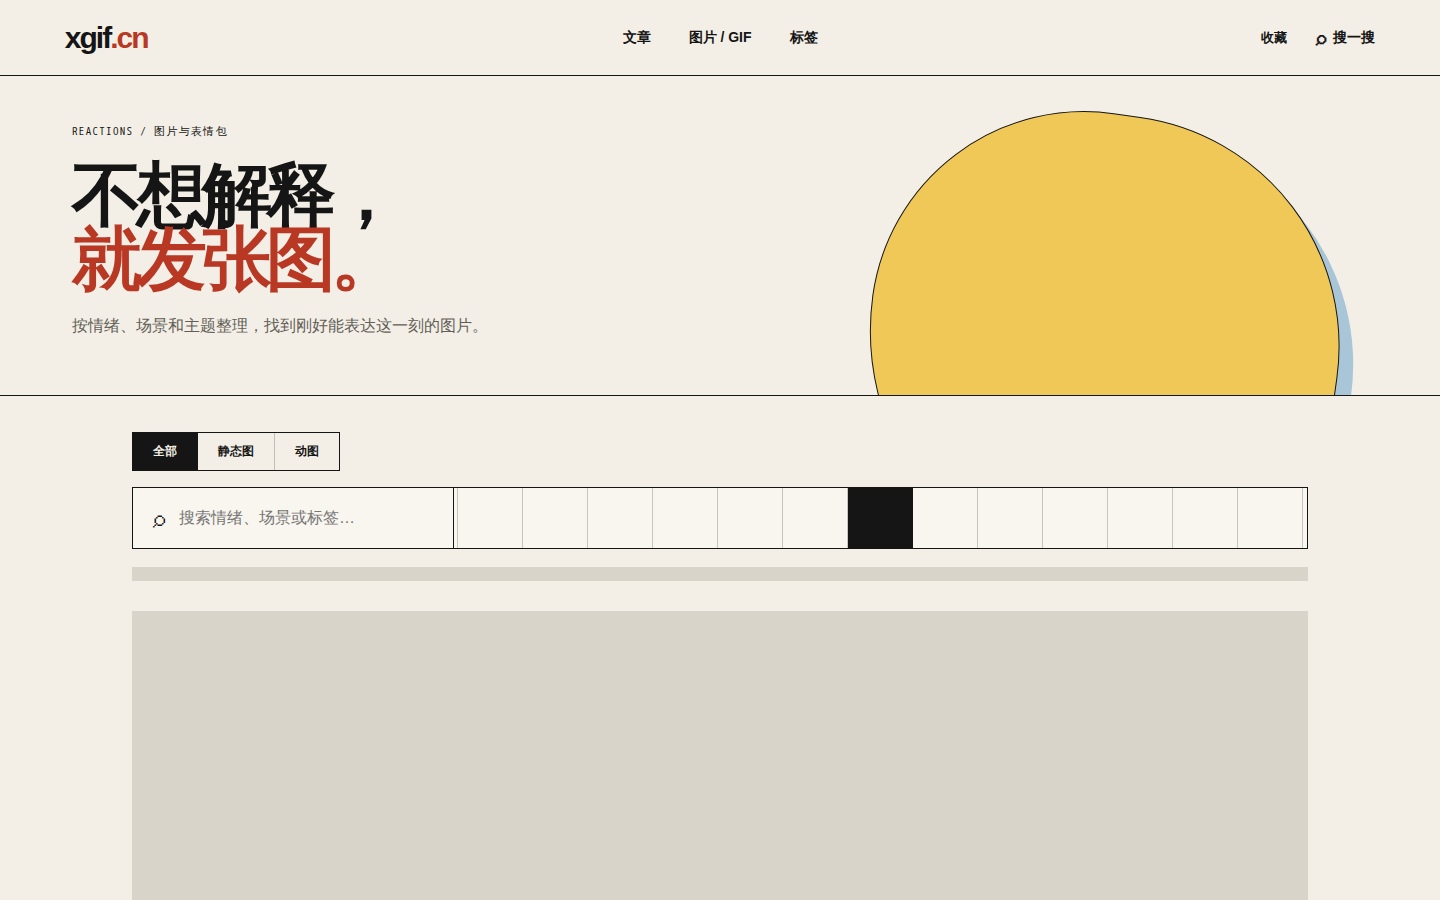 xgif.cn
文章
图片 / GIF
标签
收藏
搜一搜
REACTIONS / 图片与表情包
不想解释，
就发张图。
按情绪、场景和主题整理，找到刚好能表达这一刻的图片。
全部
静态图
动图
搜索情绪、场景或标签…